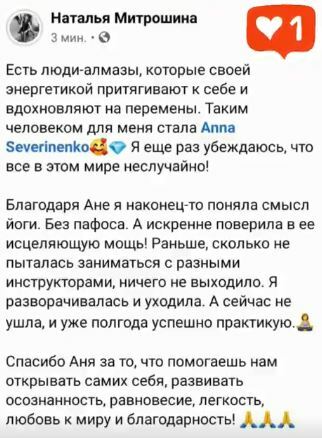 Наталья Митрошина
3 мин. ·
1
Есть люди-алмазы, которые своей
энергетикой притягивают к себе и
вдохновляют на перемены. Таким
человеком для меня стала Anna
Severinenko🥰💎 Я еще раз убеждаюсь, что
все в этом мире неслучайно!
Благодаря Ане я наконец-то поняла смысл
йоги. Без пафоса. А искренне поверила в ее
исцеляющую мощь! Раньше, сколько не
пыталась заниматься с разными
инструкторами, ничего не выходило. Я
разворачивалась и уходила. А сейчас не
ушла, и уже полгода успешно практикую.🧘‍♀️
Спасибо Аня за то, что помогаешь нам
открывать самих себя, развивать
осознанность, равновесие, легкость,
любовь к миру и благодарность! 🙏🙏🙏